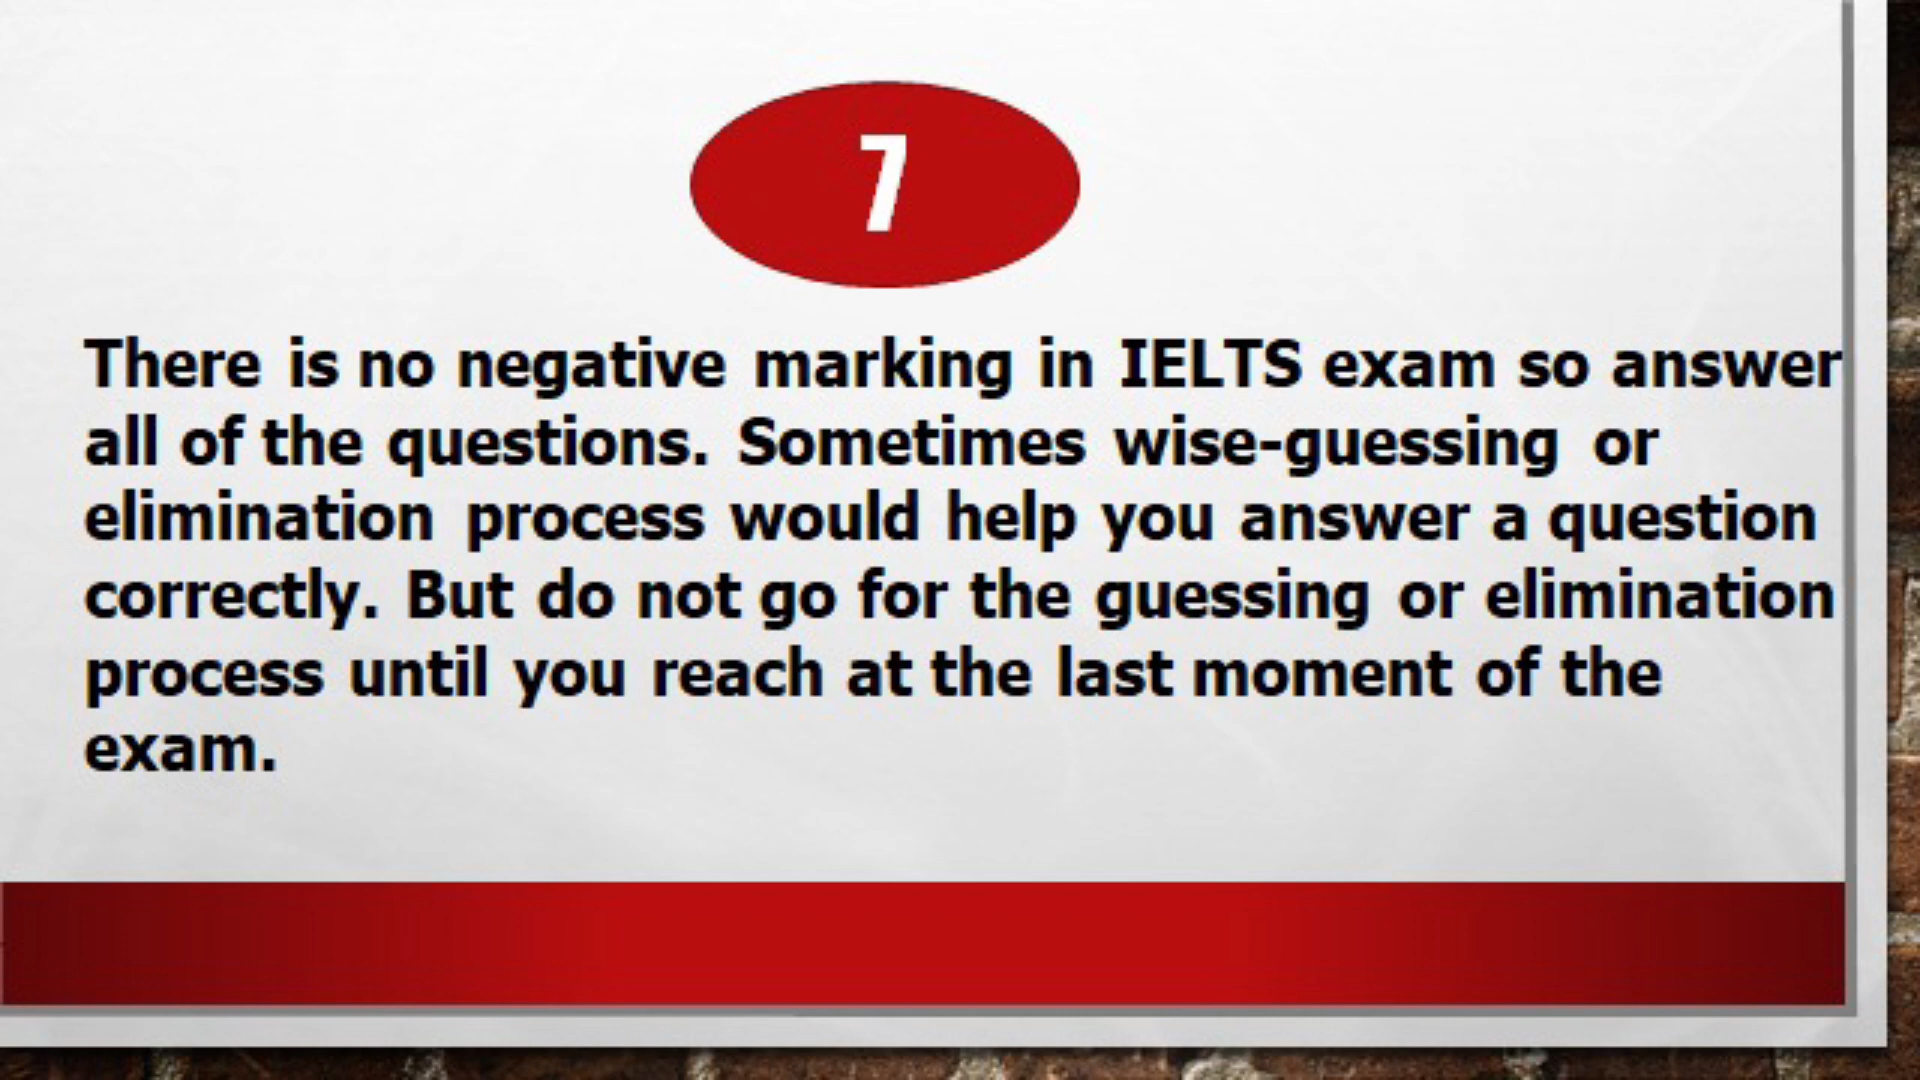 7
There is no negative marking in IELTS exam so answer
all of the questions. Sometimes wise-guessing or
elimination process would help you answer a question
correctly. But do not go for the guessing or elimination
process until you reach at the last moment of the
exam.